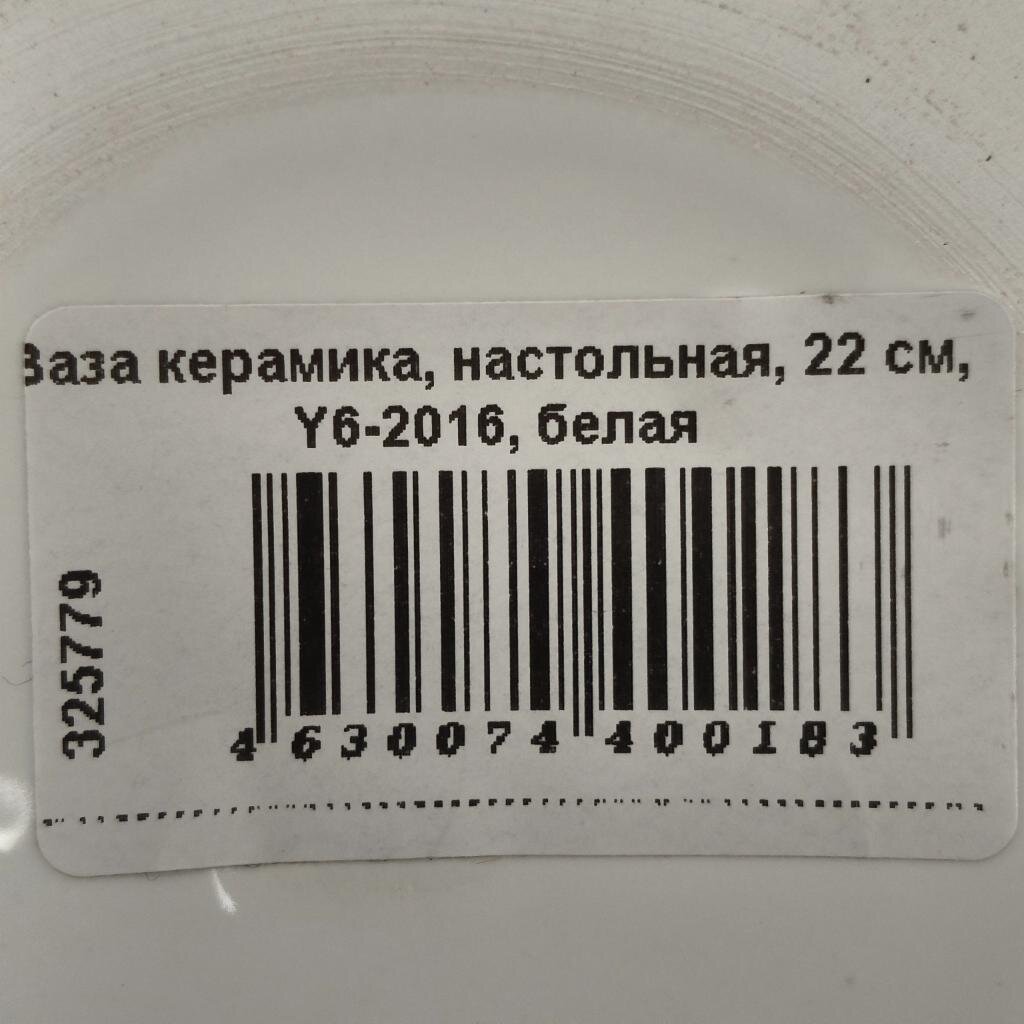 Ваза керамика, настольная, 22 см,
Y6-2016, белая
325779
4 630074 400183